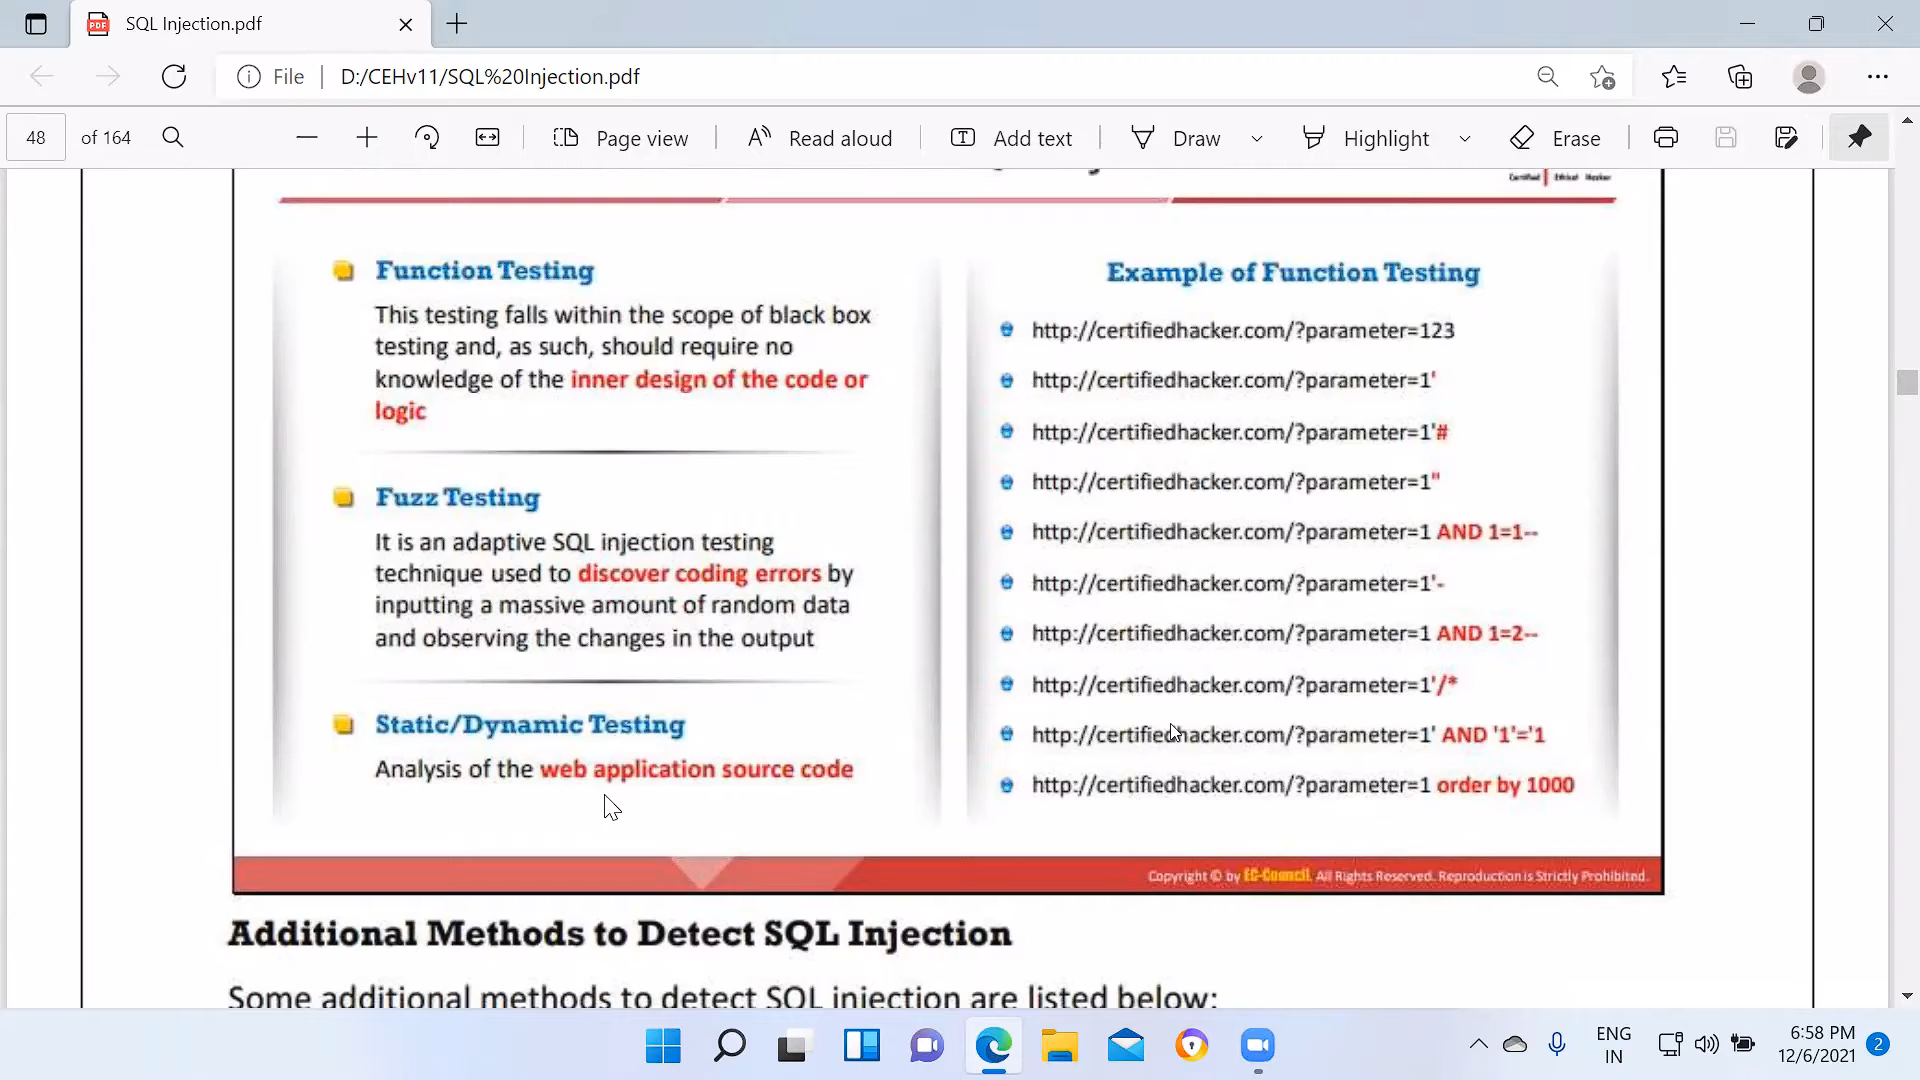 SQL Injection.pdf
File
D:/CEHv11/SQL%20Injection.pdf
48 of 164
Page view
Read aloud
Add text
Draw
Highlight
Erase
Certified Ethical Hacker
Function Testing
This testing falls within the scope of black box
testing and, as such, should require no
knowledge of the inner design of the code or
logic
Fuzz Testing
It is an adaptive SQL injection testing
technique used to discover coding errors by
inputting a massive amount of random data
and observing the changes in the output
Static/Dynamic Testing
Analysis of the web application source code
Example of Function Testing
http://certifiedhacker.com/?parameter=123
http://certifiedhacker.com/?parameter=1'
http://certifiedhacker.com/?parameter=1'#
http://certifiedhacker.com/?parameter=1"
http://certifiedhacker.com/?parameter=1 AND 1=1--
http://certifiedhacker.com/?parameter=1'-
http://certifiedhacker.com/?parameter=1 AND 1=2--
http://certifiedhacker.com/?parameter=1'/*
http://certifiedhacker.com/?parameter=1' AND '1'='1
http://certifiedhacker.com/?parameter=1 order by 1000
Copyright © by EC-Council. All Rights Reserved. Reproduction is Strictly Prohibited.
Additional Methods to Detect SQL Injection
Some additional methods to detect SQL injection are listed below:
ENG
IN
6:58 PM
12/6/2021
2